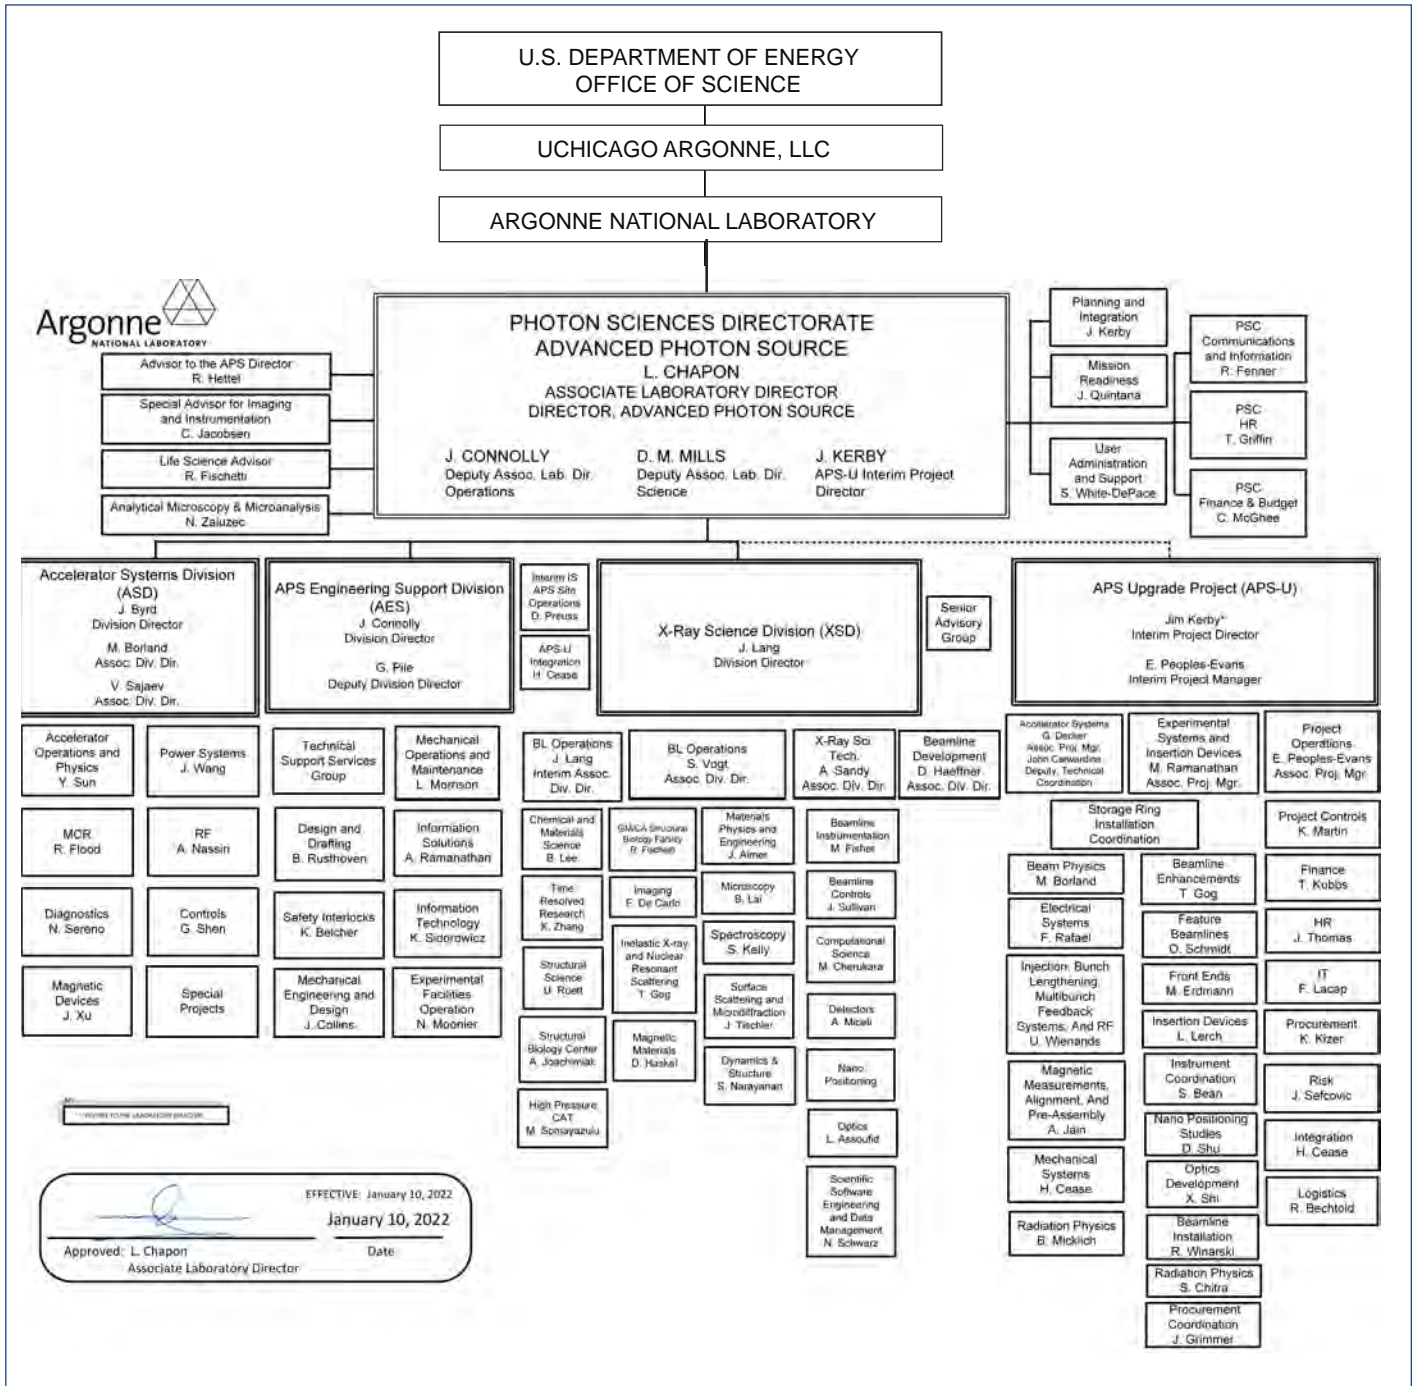 U.S. DEPARTMENT OF ENERGY
OFFICE OF SCIENCE
UCHICAGO ARGONNE, LLC
ARGONNE NATIONAL LABORATORY
Argonne
NATIONAL LABORATORY
Advisor to the APS Director
R. Hettel
Special Advisor for Imaging
and Instrumentation
C. Jacobsen
Life Science Advisor
R. Fischetti
Analytical Microscopy & Microanalysis
N. Zaluzec
PHOTON SCIENCES DIRECTORATE
ADVANCED PHOTON SOURCE
L. CHAPON
ASSOCIATE LABORATORY DIRECTOR
DIRECTOR, ADVANCED PHOTON SOURCE
J. CONNOLLY
Deputy Assoc. Lab. Dir.
Operations
D. M. MILLS
Deputy Assoc. Lab. Dir.
Science
J. KERBY
APS-U Interim Project
Director
Planning and
Integration
J. Kerby
Mission
Readiness
J. Quintana
User
Administration
and Support
S. White-DePace
PSC
Communications
and Information
R. Fenner
PSC
HR
T. Griffin
PSC
Finance & Budget
C. McGhee
Accelerator Systems Division
(ASD)
J. Byrd
Division Director
M. Borland
Assoc. Div. Dir.
V. Sajaev
Assoc. Div. Dir.
APS Engineering Support Division
(AES)
J. Connolly
Division Director
G. Pile
Deputy Division Director
Interim IS
APS Site
Operations
D. Preuss
APS-U
Integration
H. Cease
X-Ray Science Division (XSD)
J. Lang
Division Director
Senior
Advisory
Group
APS Upgrade Project (APS-U)
Jim Kerby*
Interim Project Director
E. Peoples-Evans
Interim Project Manager
Accelerator
Operations and
Physics
Y. Sun
Power Systems
J. Wang
MCR
R. Flood
RF
A. Nassiri
Diagnostics
N. Sereno
Controls
G. Shen
Magnetic
Devices
J. Xu
Special
Projects
Technical
Support Services
Group
Mechanical
Operations and
Maintenance
L. Morrison
Design and
Drafting
B. Rusthoven
Information
Solutions
A. Ramanathan
Safety Interlocks
K. Belcher
Information
Technology
K. Sidorowicz
Mechanical
Engineering and
Design
J. Collins
Experimental
Facilities
Operation
N. Moonier
BL Operations
J. Lang
Interim Assoc.
Div. Dir.
BL Operations
S. Vogt
Assoc. Div. Dir.
X-Ray Sci
Tech.
A. Sandy
Assoc. Div. Dir.
Beamline
Development
D. Haeffner
Assoc. Div. Dir.
Chemical and
Materials
Science
B. Lee
Time
Resolved
Research
K. Zhang
Structural
Science
U. Ruett
Structural
Biology Center
A. Joachimiak
High Pressure
CAT
M. Somayazulu
GM/CA Structural
Biology Facility
R. Fischetti
Imaging
F. De Carlo
Inelastic X-ray
and Nuclear
Resonant
Scattering
T. Gog
Magnetic
Materials
D. Haskel
Materials
Physics and
Engineering
J. Almer
Microscopy
B. Lai
Spectroscopy
S. Kelly
Surface
Scattering and
Microdiffraction
J. Tischler
Dynamics &
Structure
S. Narayanan
Beamline
Instrumentation
M. Fisher
Beamline
Controls
J. Sullivan
Computational
Science
M. Cherukara
Detectors
A. Miceli
Nano
Positioning
Optics
L. Assoufid
Scientific
Software
Engineering
and Data
Management
N. Schwarz
Accelerator Systems
G. Decker
Assoc. Proj. Mgr.
John Carwardine
Deputy, Technical
Coordination
Experimental
Systems and
Insertion Devices
M. Ramanathan
Assoc. Proj. Mgr.
Project
Operations
E. Peoples-Evans
Assoc. Proj. Mgr
Storage Ring
Installation
Coordination
Beam Physics
M. Borland
Electrical
Systems
F. Rafael
Injection, Bunch
Lengthening,
Multibunch
Feedback
Systems, And RF
U. Wienands
Magnetic
Measurements,
Alignment, And
Pre-Assembly
A. Jain
Mechanical
Systems
H. Cease
Radiation Physics
B. Micklich
Beamline
Enhancements
T. Gog
Feature
Beamlines
O. Schmidt
Front Ends
M. Erdmann
Insertion Devices
L. Lerch
Instrument
Coordination
S. Bean
Nano Positioning
Studies
D. Shu
Optics
Development
X. Shi
Beamline
Installation
R. Winarski
Radiation Physics
S. Chitra
Procurement
Coordination
J. Grimmer
Project Controls
K. Martin
Finance
T. Kubbs
HR
J. Thomas
IT
F. Lacap
Procurement
K. Kizer
Risk
J. Sefcovic
Integration
H. Cease
Logistics
R. Bechtold
EFFECTIVE: January 10, 2022
January 10, 2022
Approved: L. Chapon
Date
Associate Laboratory Director